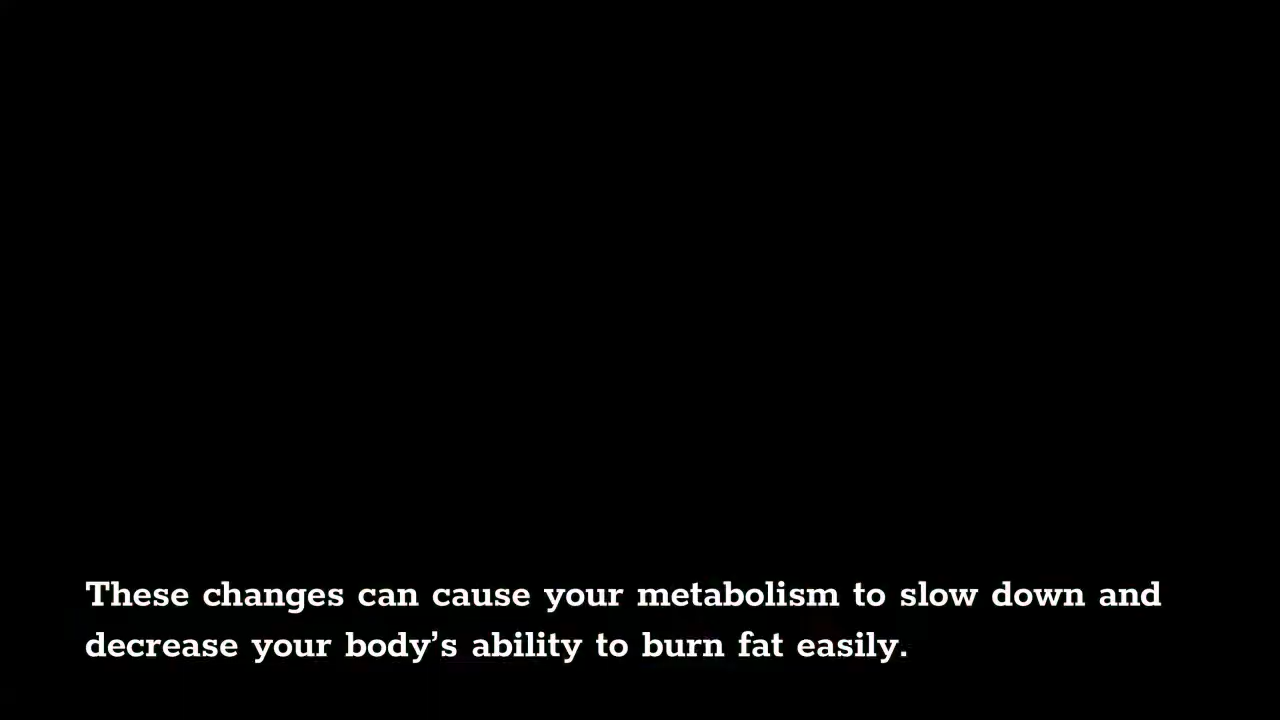 These changes can cause your metabolism to slow down and
decrease your body’s ability to burn fat easily.